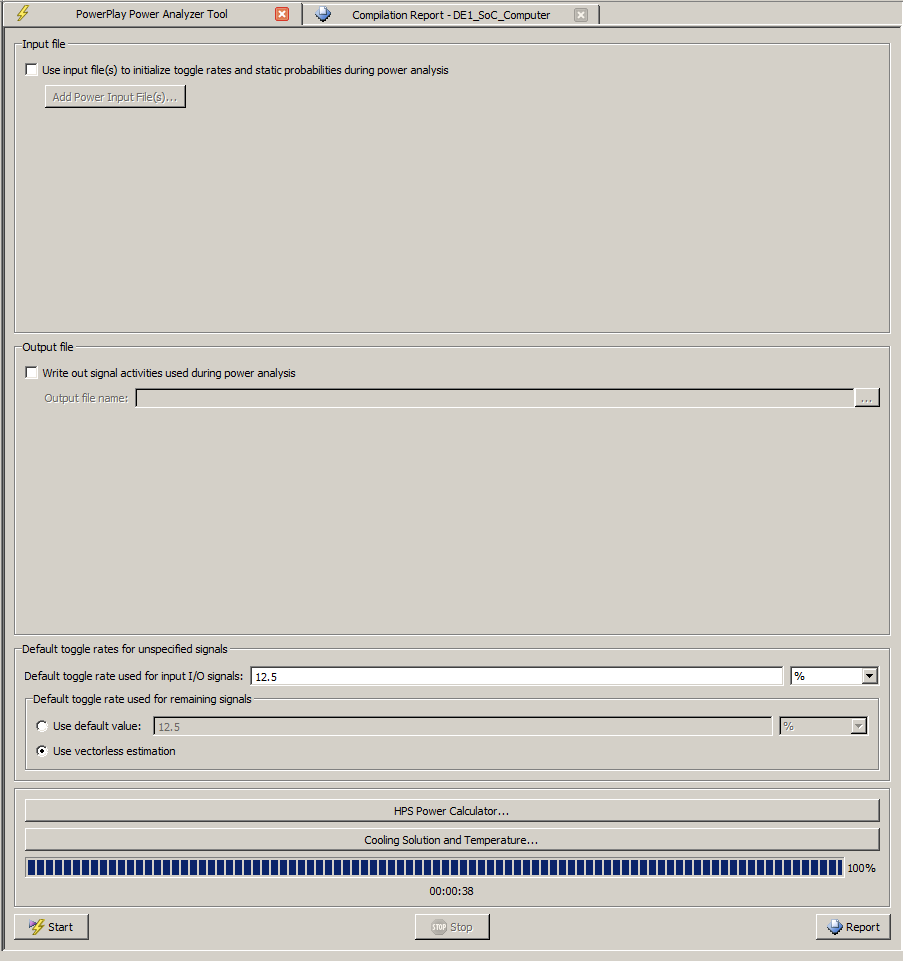 PowerPlay Power Analyzer Tool
Compilation Report - DE1_SoC_Computer
Input file
Use input file(s) to initialize toggle rates and static probabilities during power analysis
Add Power Input File(s)...
Output file
Write out signal activities used during power analysis
Output file name:
...
Default toggle rates for unspecified signals
Default toggle rate used for input I/O signals: 12.5 %
Default toggle rate used for remaining signals
Use default value: 12.5 %
Use vectorless estimation
HPS Power Calculator...
Cooling Solution and Temperature...
100%
00:00:38
Start
STOP Stop
Report